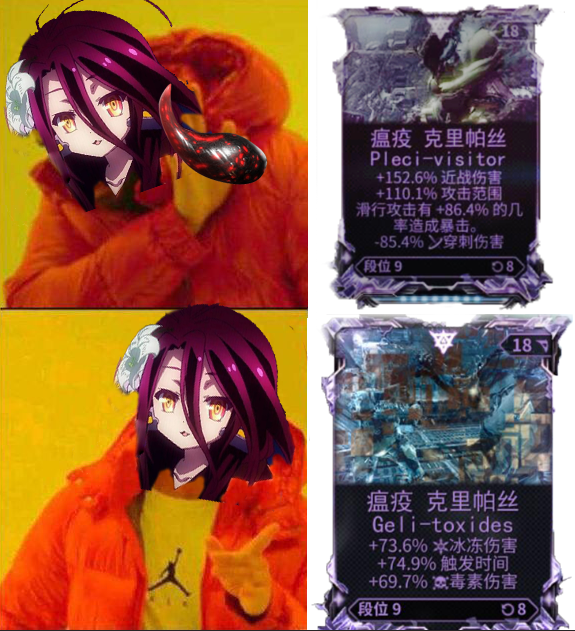 18
瘟疫 克里帕丝
Pleci-visitor
+152.6% 近战伤害
+110.1% 攻击范围
滑行攻击有 +86.4% 的几
率造成暴击。
-85.4% 穿刺伤害
段位 9
8
18
瘟疫 克里帕丝
Geli-toxides
+73.6% 冰冻伤害
+74.9% 触发时间
+69.7% 毒素伤害
段位 9
8